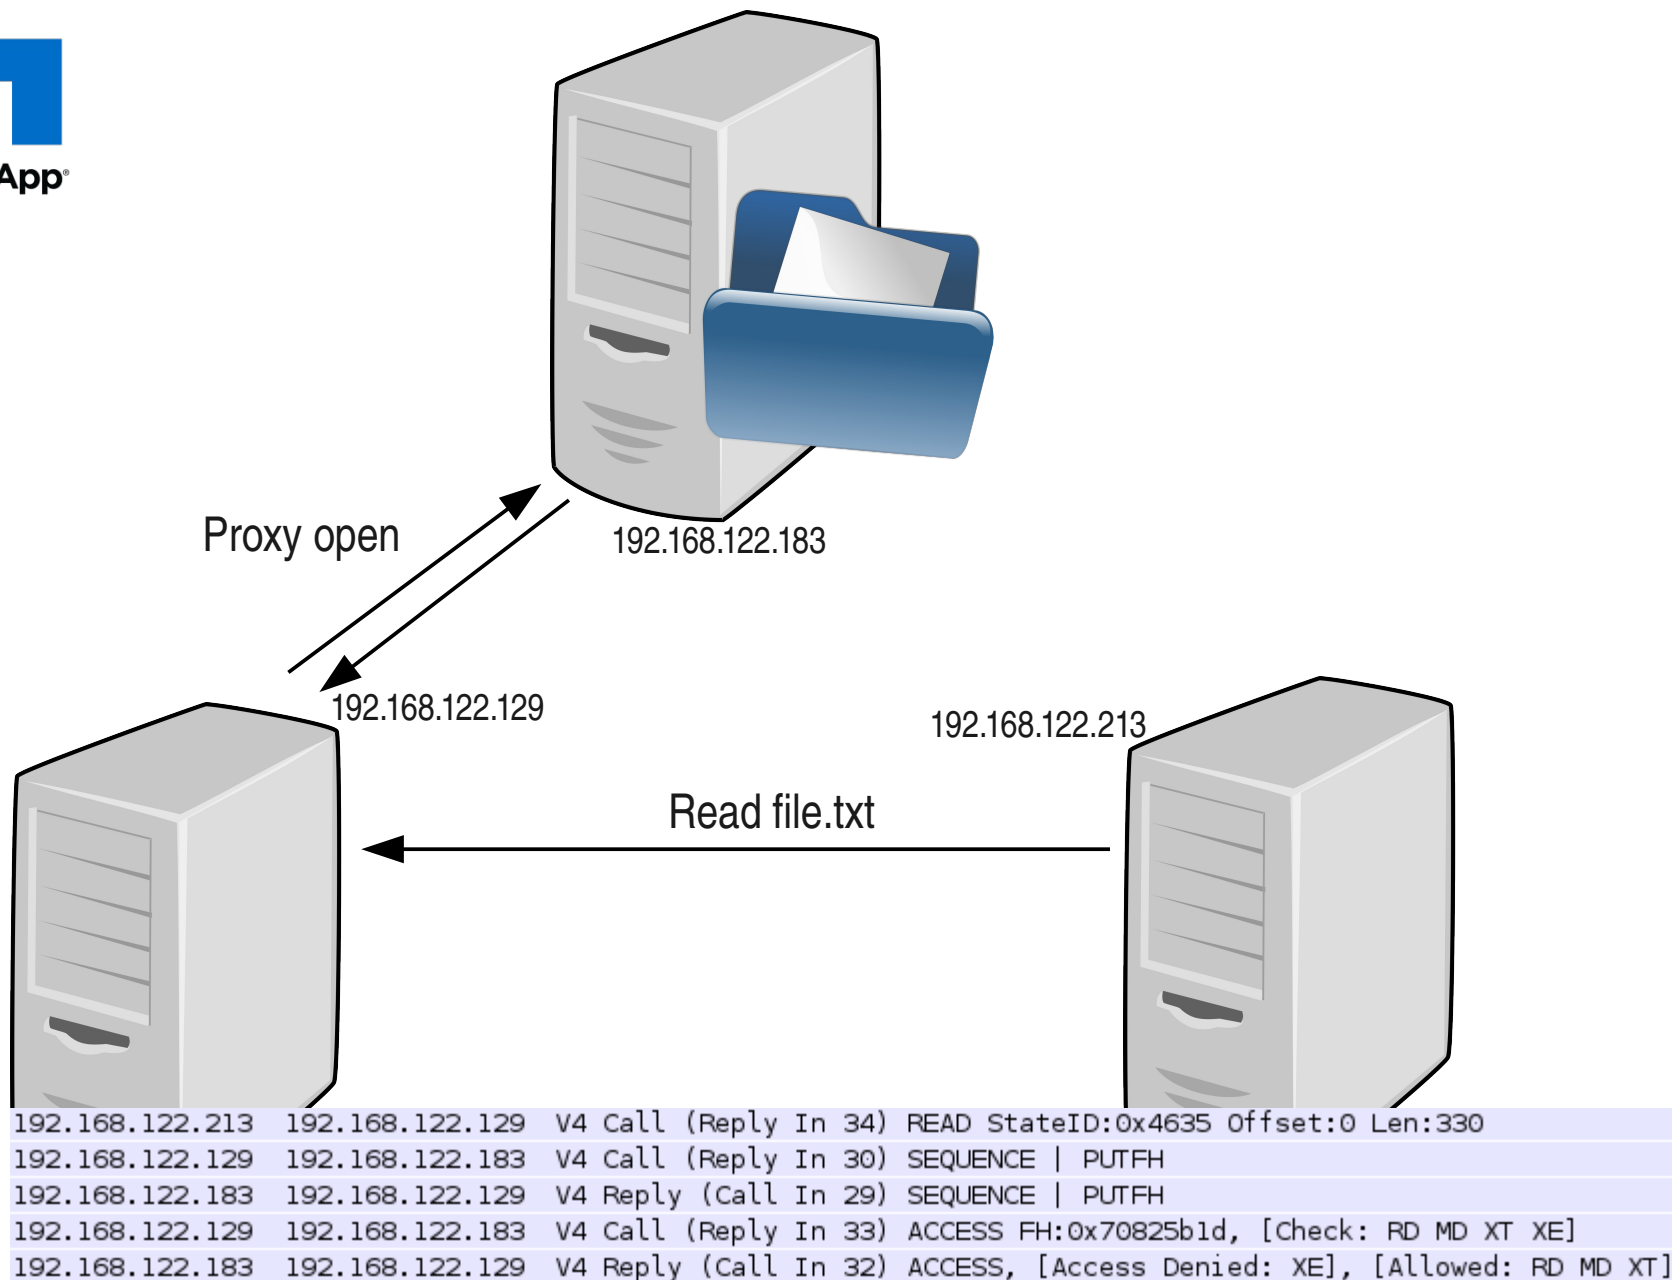 App®
Proxy open
192.168.122.183
192.168.122.129
192.168.122.213
Read file.txt
192.168.122.213 192.168.122.129 V4 Call (Reply In 34) READ StateID:0x4635 Offset:0 Len:330
192.168.122.129 192.168.122.183 V4 Call (Reply In 30) SEQUENCE | PUTFH
192.168.122.183 192.168.122.129 V4 Reply (Call In 29) SEQUENCE | PUTFH
192.168.122.129 192.168.122.183 V4 Call (Reply In 33) ACCESS FH:0x70825b1d, [Check: RD MD XT XE]
192.168.122.183 192.168.122.129 V4 Reply (Call In 32) ACCESS, [Access Denied: XE], [Allowed: RD MD XT]